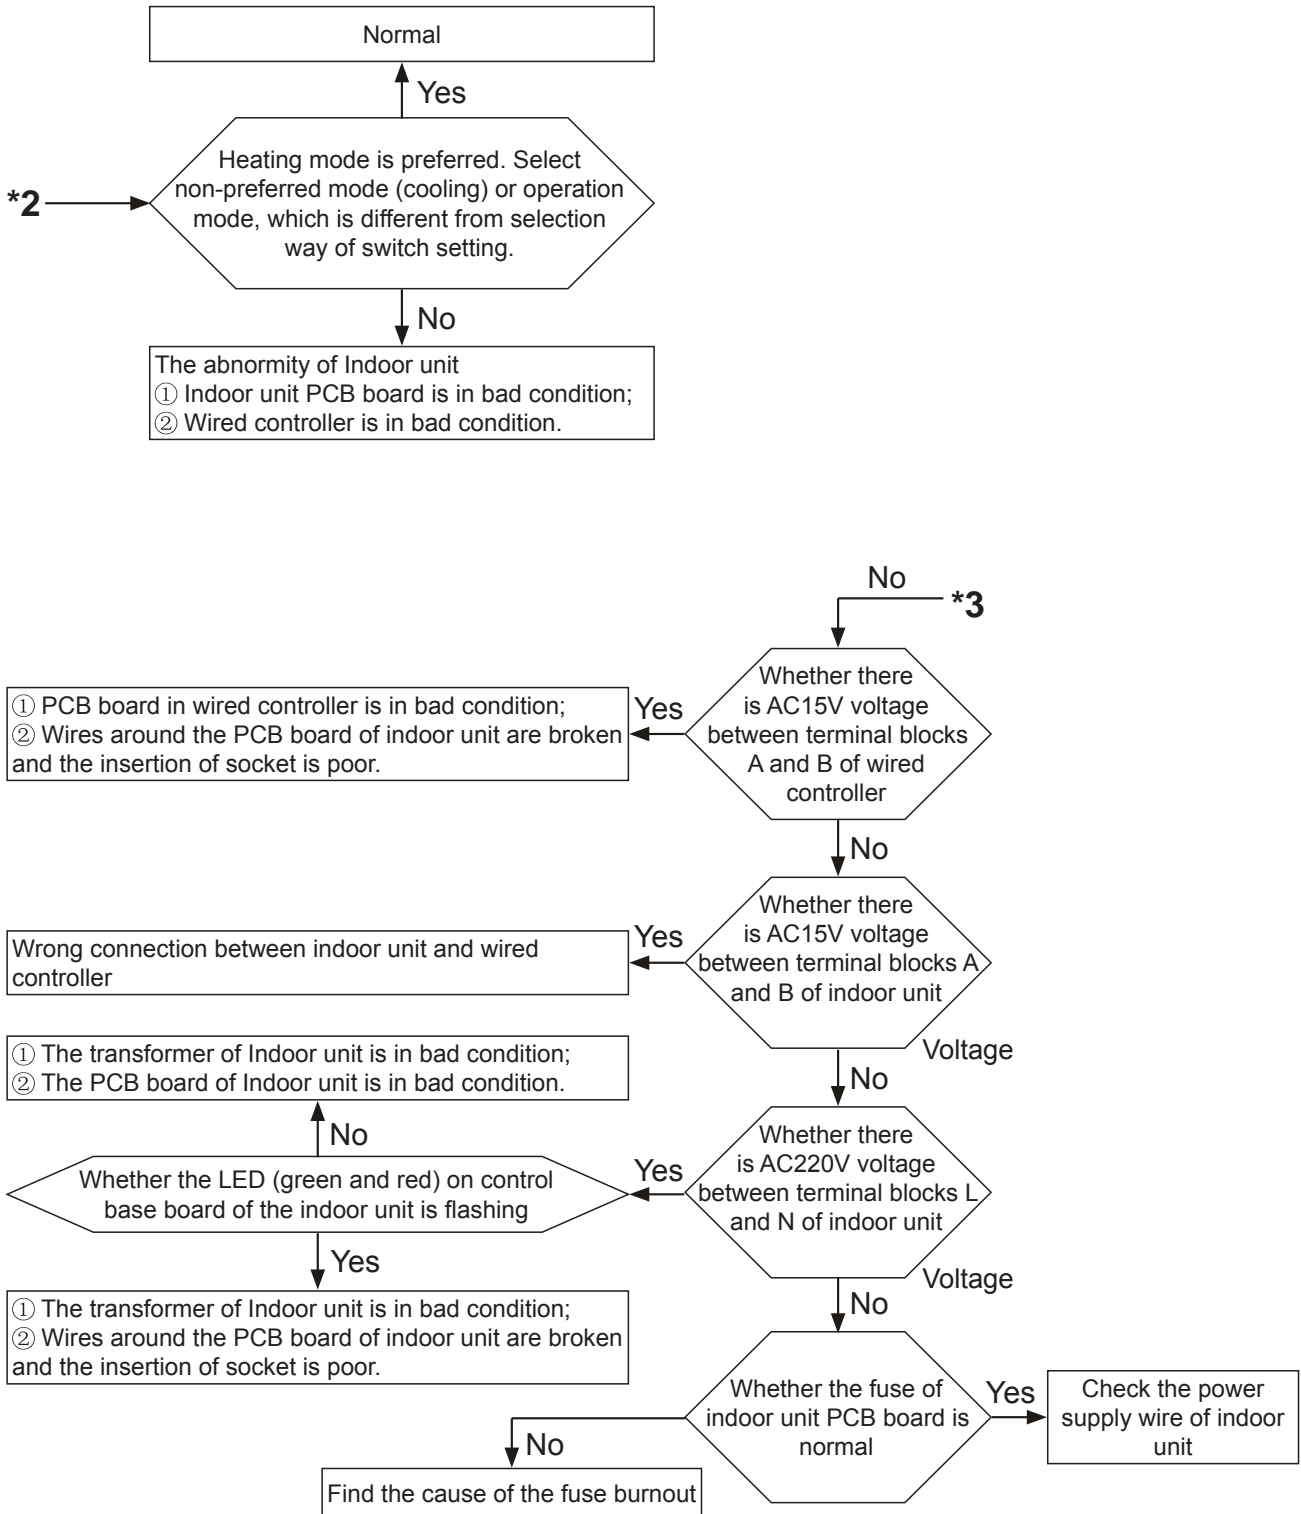 Normal
Yes
Heating mode is preferred. Select
non-preferred mode (cooling) or operation
mode, which is different from selection
way of switch setting.
*2
No
The abnormity of Indoor unit
① Indoor unit PCB board is in bad condition;
② Wired controller is in bad condition.
No
*3
Whether there
is AC15V voltage
between terminal blocks
A and B of wired
controller
Yes
① PCB board in wired controller is in bad condition;
② Wires around the PCB board of indoor unit are broken
and the insertion of socket is poor.
No
Whether there
is AC15V voltage
between terminal blocks A
and B of indoor unit
Yes
Wrong connection between indoor unit and wired
controller
Voltage
No
① The transformer of Indoor unit is in bad condition;
② The PCB board of Indoor unit is in bad condition.
No
Whether there
is AC220V voltage
between terminal blocks L
and N of indoor unit
Yes
Whether the LED (green and red) on control
base board of the indoor unit is flashing
Yes
Voltage
No
① The transformer of Indoor unit is in bad condition;
② Wires around the PCB board of indoor unit are broken
and the insertion of socket is poor.
Whether the fuse of
indoor unit PCB board is
normal
Yes
Check the power
supply wire of indoor
unit
No
Find the cause of the fuse burnout